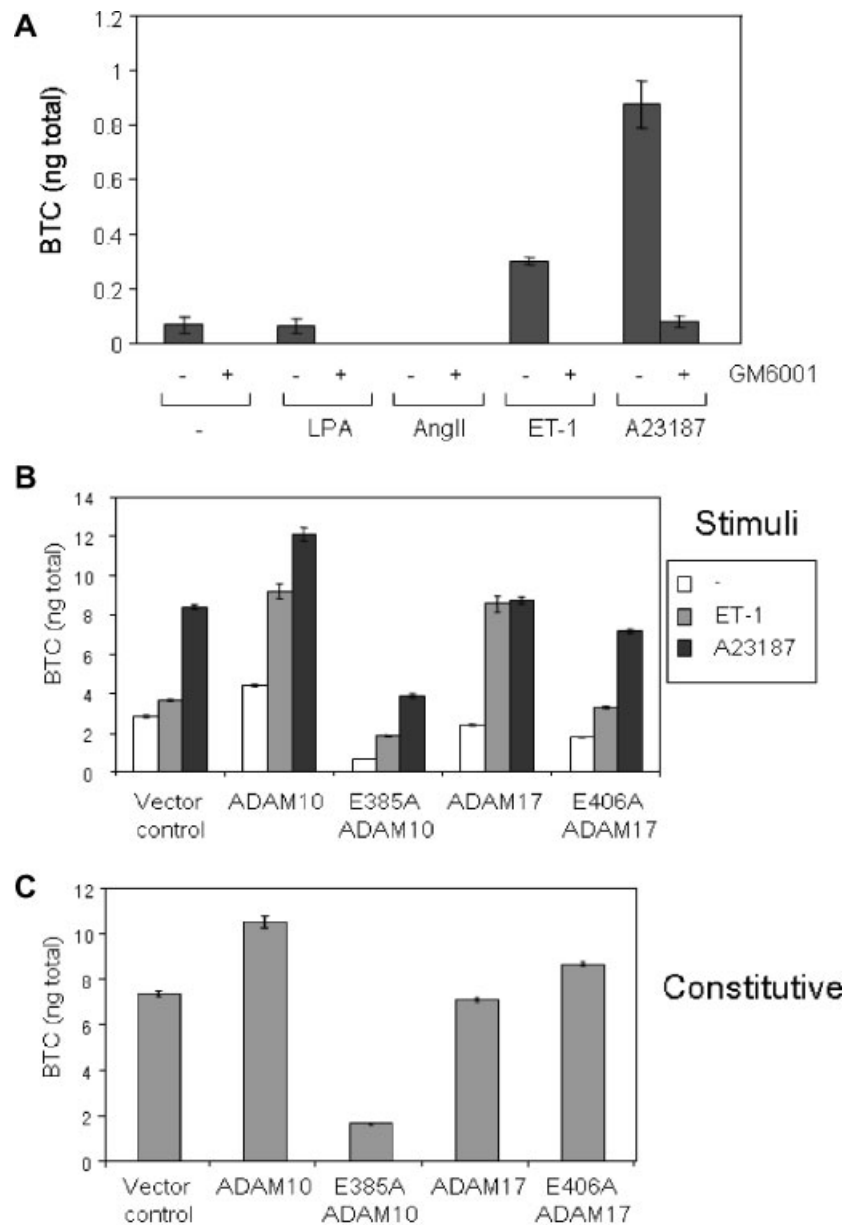 A
BTC (ng total)
1.2
1
0.8
0.6
0.4
0.2
0
- + - + - + - + - + GM6001
- LPA AngII ET-1 A23187
B
BTC (ng total)
14
12
10
8
6
4
2
0
Vector control ADAM10 E385A ADAM10 ADAM17 E406A ADAM17
Stimuli
-
ET-1
A23187
C
BTC (ng total)
12
10
8
6
4
2
0
Vector control ADAM10 E385A ADAM10 ADAM17 E406A ADAM17
Constitutive